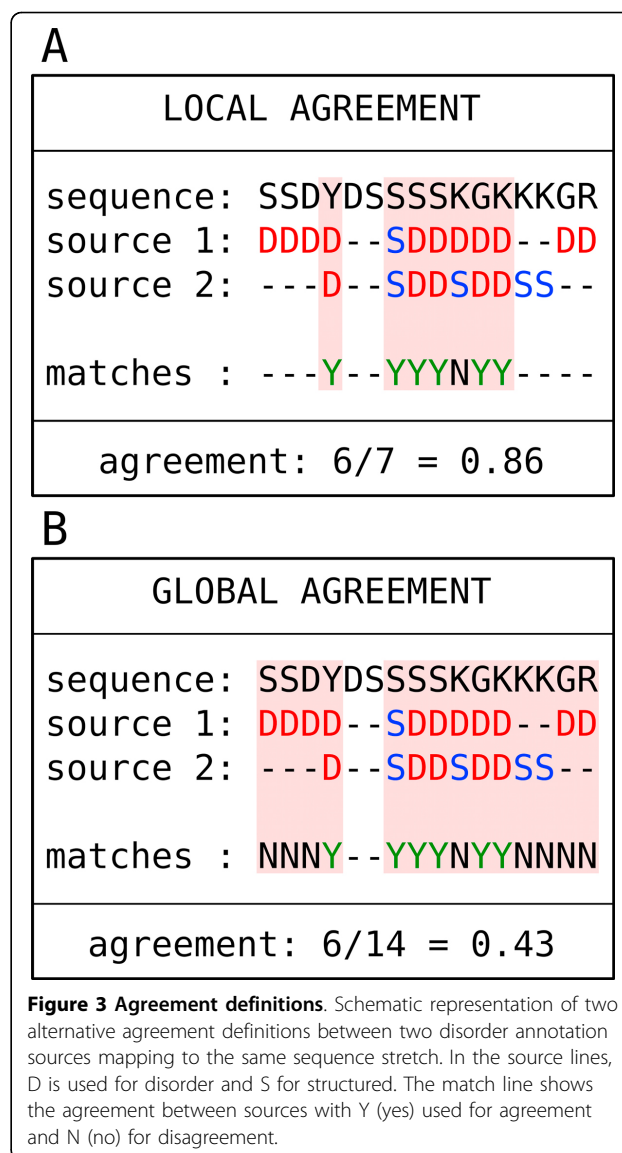 A
LOCAL AGREEMENT
sequence: SSDYDSSSSKGKKKGR
source 1: DDDD--SDDDDD--DD
source 2: ---D--SDDSDDSS--
matches : ---Y--YYYNYY----
agreement: 6/7 = 0.86
B
GLOBAL AGREEMENT
sequence: SSDYDSSSSKGKKKGR
source 1: DDDD--SDDDDD--DD
source 2: ---D--SDDSDDSS--
matches : NNNY--YYYNYYNNNN
agreement: 6/14 = 0.43
Figure 3 Agreement definitions. Schematic representation of two
alternative agreement definitions between two disorder annotation
sources mapping to the same sequence stretch. In the source lines,
D is used for disorder and S for structured. The match line shows
the agreement between sources with Y (yes) used for agreement
and N (no) for disagreement.